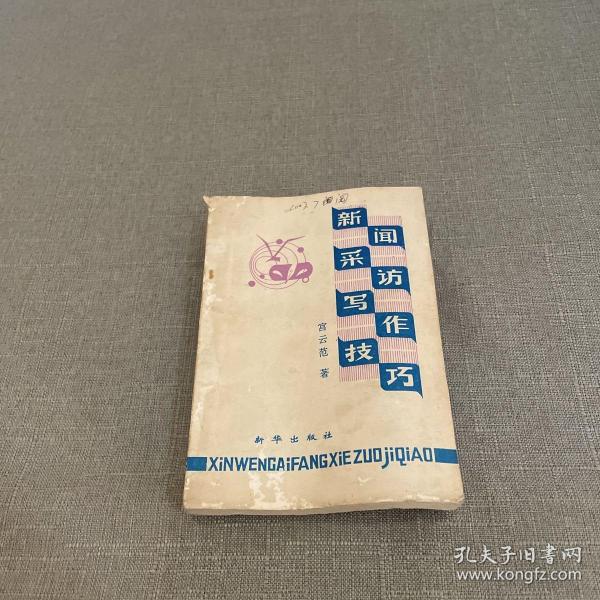 新闻
采访
写作
技巧
宫云范 著
新华出版社
XiNWENCAiFANGXiEZUOjiQiAO
孔夫子旧书网
www.kongfz.com